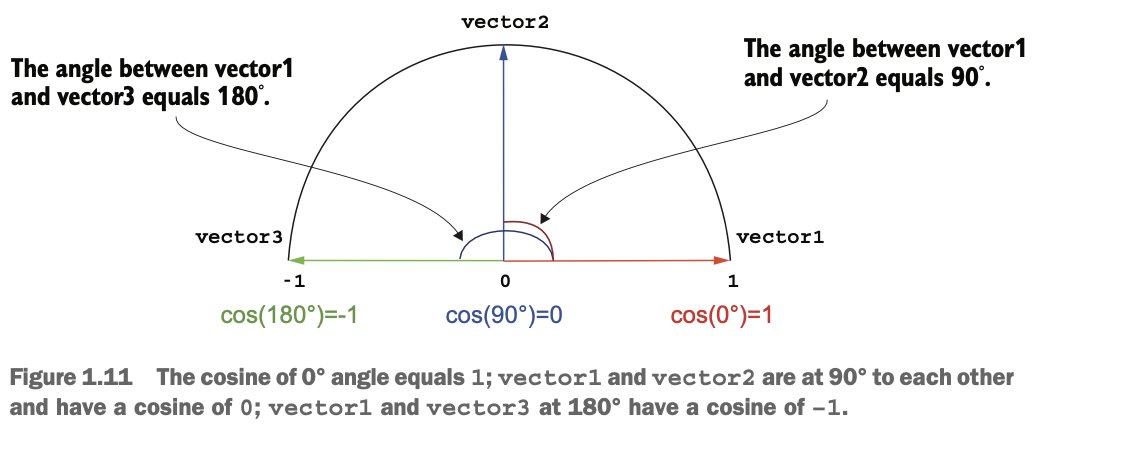 vector2
The angle between vector1
and vector3 equals 180°.
The angle between vector1
and vector2 equals 90°.
vector3
vector1
-1
0
1
cos(180°)=-1
cos(90°)=0
cos(0°)=1
Figure 1.11 The cosine of 0° angle equals 1; vector1 and vector2 are at 90° to each other
and have a cosine of 0; vector1 and vector3 at 180° have a cosine of −1.